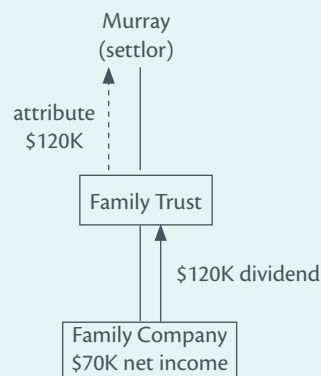 Murray
(settlor)
attribute
$120K
Family Trust
$120K dividend
Family Company
$70K net income